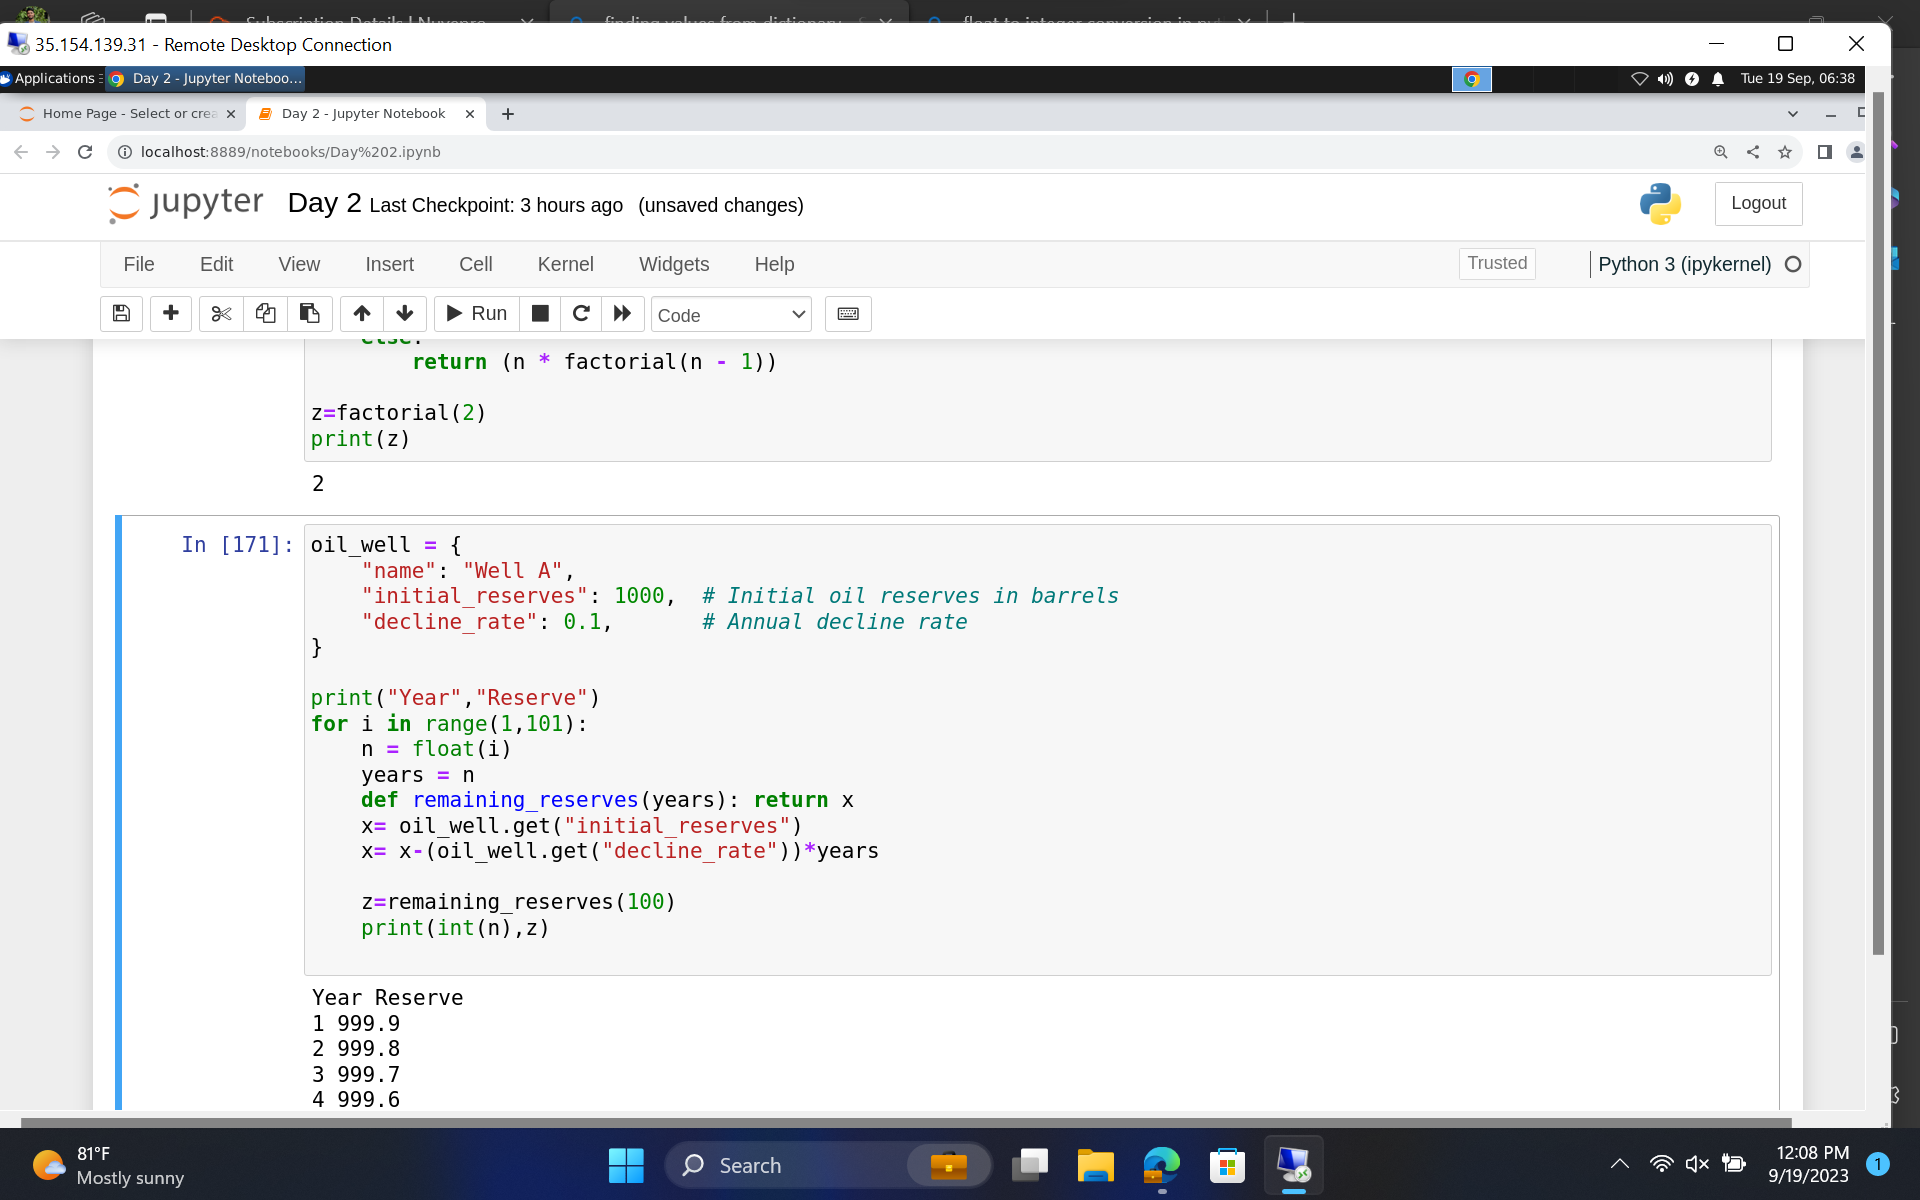 35.154.139.31 - Remote Desktop Connection
Applications
Day 2 - Jupyter Noteboo...
Tue 19 Sep, 06:38
Home Page - Select or crea
Day 2 - Jupyter Notebook
localhost:8889/notebooks/Day%202.ipynb
jupyter
Day 2 Last Checkpoint: 3 hours ago (unsaved changes)
Logout
File Edit View Insert Cell Kernel Widgets Help
Trusted
Python 3 (ipykernel)
Run
Code
else:
return (n * factorial(n - 1))
z=factorial(2)
print(z)
2
In [171]:
oil_well = {
    "name": "Well A",
    "initial_reserves": 1000,  # Initial oil reserves in barrels
    "decline_rate": 0.1,       # Annual decline rate
}
print("Year","Reserve")
for i in range(1,101):
    n = float(i)
    years = n
    def remaining_reserves(years): return x
    x= oil_well.get("initial_reserves")
    x= x-(oil_well.get("decline_rate"))*years
    z=remaining_reserves(100)
    print(int(n),z)
Year Reserve
1 999.9
2 999.8
3 999.7
4 999.6
81°F
Mostly sunny
Search
12:08 PM
9/19/2023
1